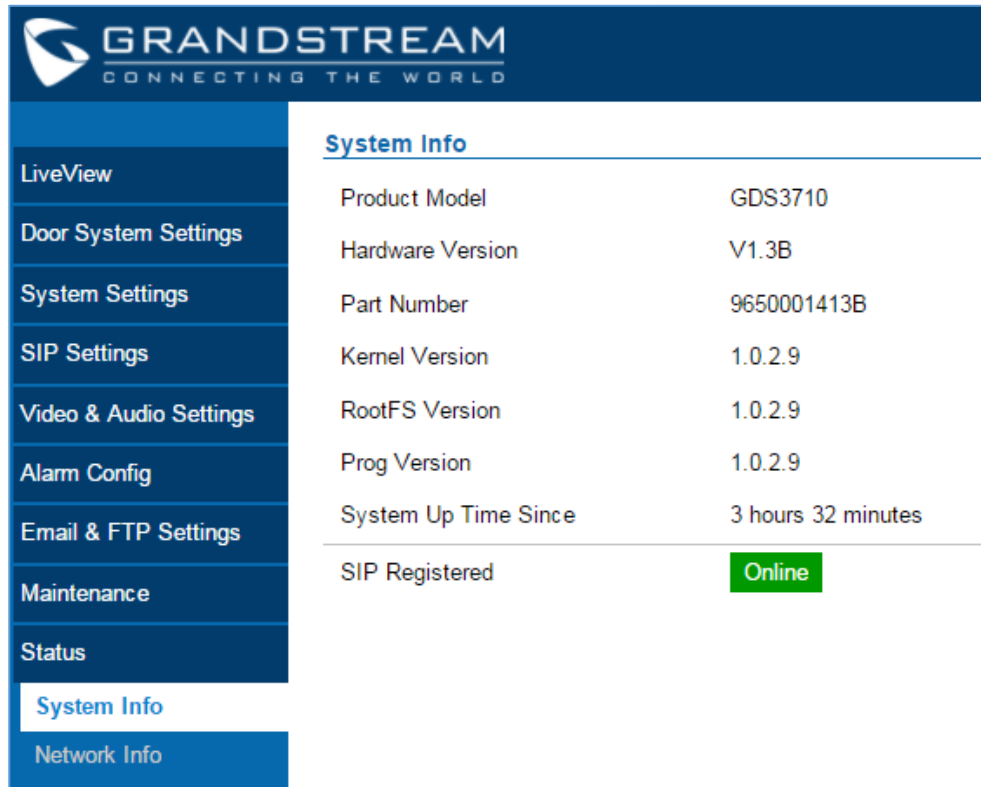 GRANDSTREAM
CONNECTING THE WORLD
LiveView
Door System Settings
System Settings
SIP Settings
Video & Audio Settings
Alarm Config
Email & FTP Settings
Maintenance
Status
System Info
Network Info
System Info
Product Model GDS3710
Hardware Version V1.3B
Part Number 9650001413B
Kernel Version 1.0.2.9
RootFS Version 1.0.2.9
Prog Version 1.0.2.9
System Up Time Since 3 hours 32 minutes
SIP Registered Online